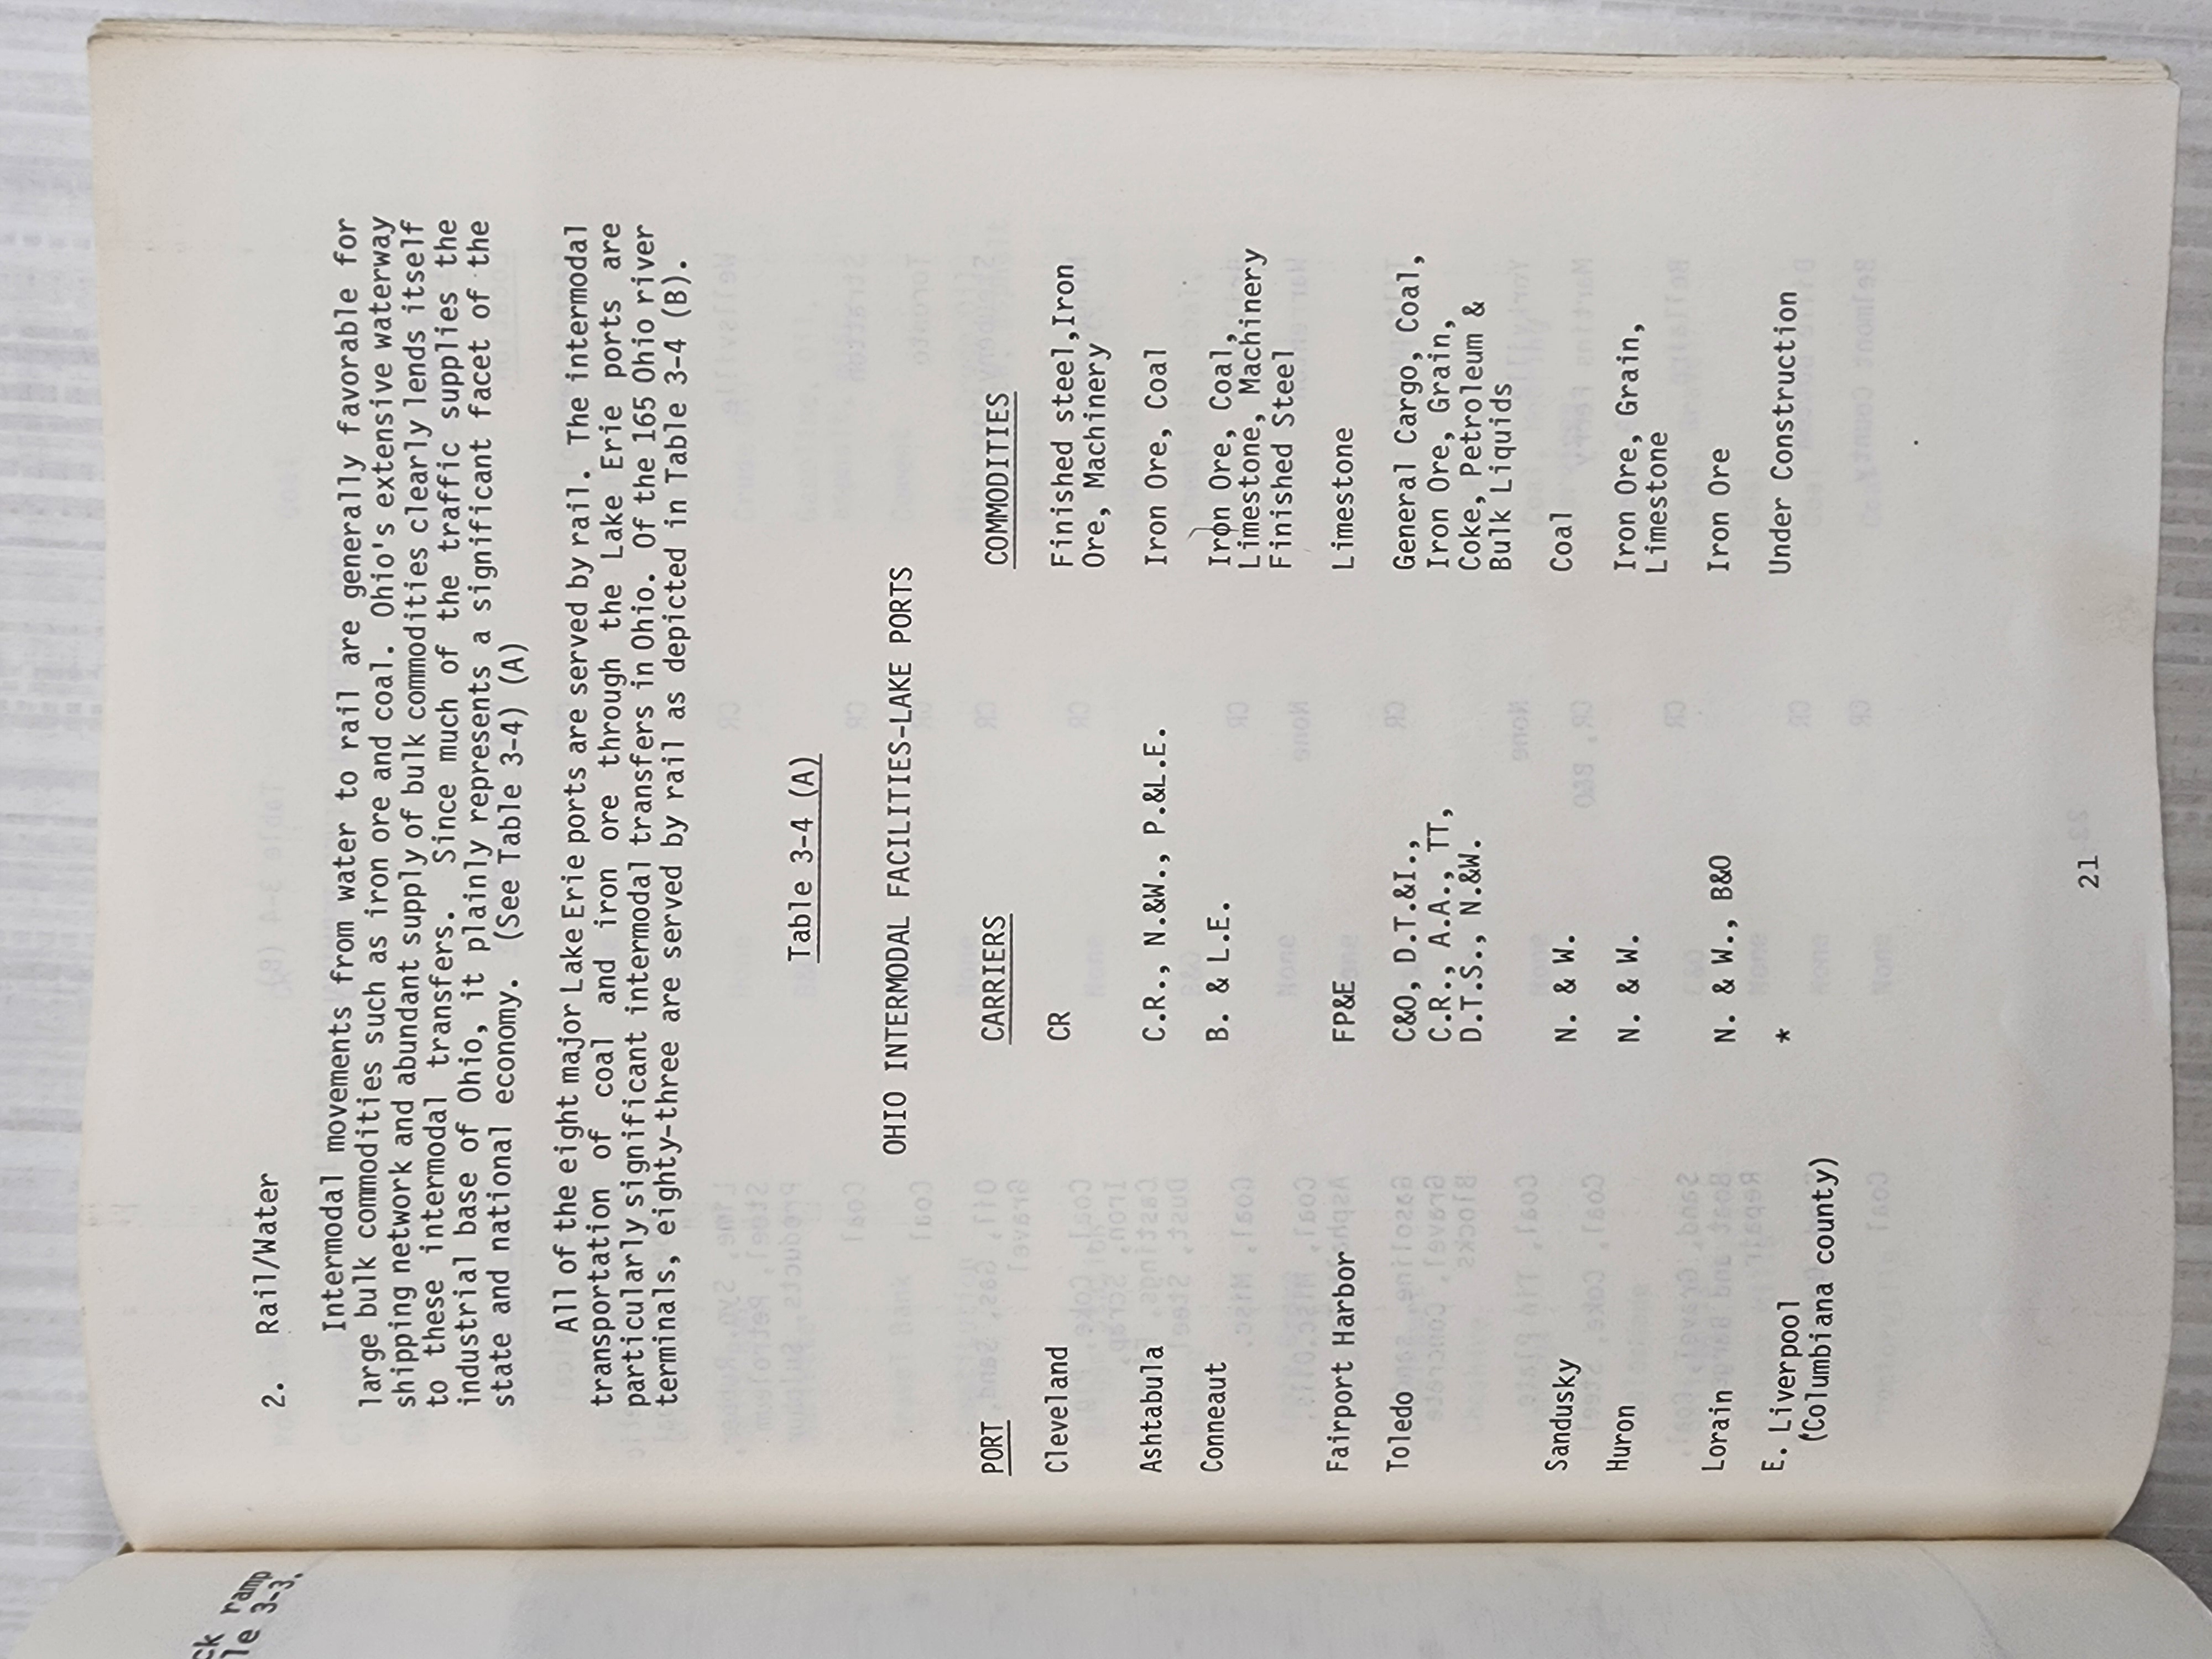 2. Rail/Water
Intermodal movements from water to rail are generally favorable for
large bulk commodities such as iron ore and coal. Ohio's extensive waterway
shipping network and abundant supply of bulk commodities clearly lends itself
to these intermodal transfers. Since much of the traffic supplies the
industrial base of Ohio, it plainly represents a significant facet of the
state and national economy. (See Table 3-4) (A)
All of the eight major Lake Erie ports are served by rail. The intermodal
transportation of coal and iron ore through the Lake Erie ports are
particularly significant intermodal transfers in Ohio. Of the 165 Ohio river
terminals, eighty-three are served by rail as depicted in Table 3-4 (B).
Table 3-4 (A)
OHIO INTERMODAL FACILITIES-LAKE PORTS
PORT CARRIERS COMMODITIES
Cleveland CR Finished steel,Iron
Ore, Machinery
Ashtabula C.R., N.&W., P.&L.E. Iron Ore, Coal
Conneaut B. & L.E. Iron Ore, Coal,
Limestone, Machinery
Finished Steel
Fairport Harbor FP&E Limestone
Toledo C&O, D.T.&I., General Cargo, Coal,
C.R., A.A., TT, Iron Ore, Grain,
D.T.S., N.&W. Coke, Petroleum &
Bulk Liquids
Sandusky N. & W. Coal
Huron N. & W. Iron Ore, Grain,
Limestone
Lorain N. & W., B&O Iron Ore
E. Liverpool * Under Construction
(Columbiana county)
21
ramp
3-3.